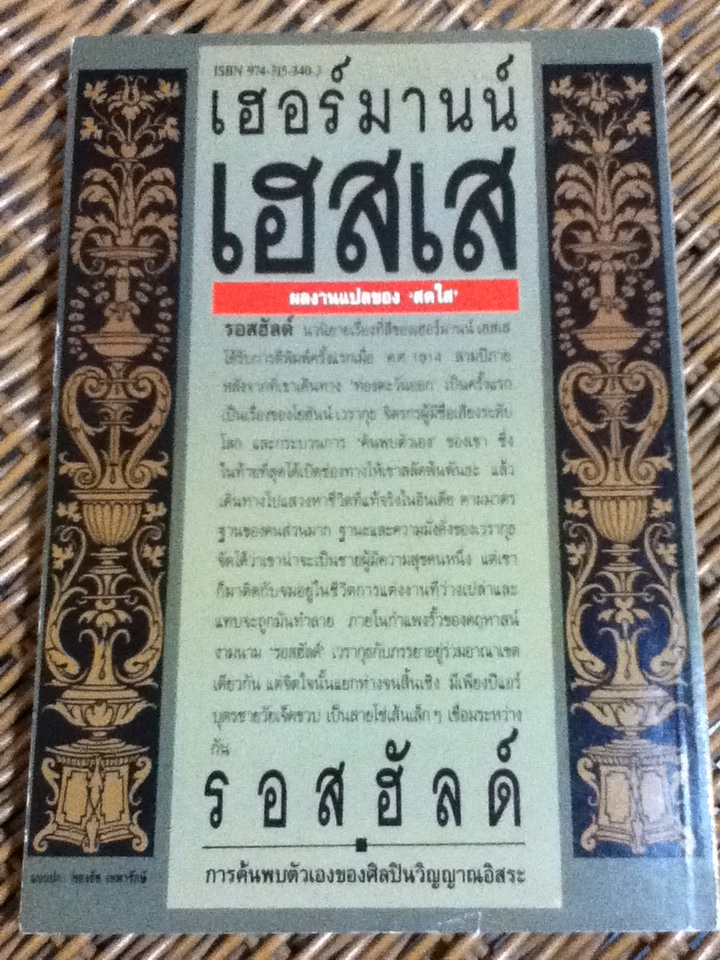 ISBN 974-315-340-3
เฮอร์มานน์
เฮสเส
ผลงานแปลของ 'สดใส'
รอสฮัลด์ นวนิยายเรื่องที่สี่ของเฮอร์มานน์ เฮสเส
ได้รับการตีพิมพ์ครั้งแรกเมื่อ ค.ศ. 1914 สามปีภาย
หลังจากที่เขาเดินทาง 'ท่องตะวันออก' เป็นครั้งแรก
เป็นเรื่องของโยฮันน์ เวรากุธ จิตรกรผู้มีชื่อเสียงระดับ
โลก และกระบวนการ 'ค้นพบตัวเอง' ของเขา ซึ่ง
ในท้ายที่สุดได้เปิดช่องทางให้เขาสลัดพ้นพันธะ แล้ว
เดินทางไปแสวงหาชีวิตที่แท้จริงในอินเดีย ตามมาตร
ฐานของคนส่วนมาก ฐานะและความมั่งคั่งของเวรากุธ
จัดได้ว่าเขาน่าจะเป็นชายผู้มีความสุขคนหนึ่ง แต่เขา
ก็มาติดกับจมอยู่ในชีวิตการแต่งงานที่ว่างเปล่าและ
แทบจะถูกมันทำลาย ภายในกำแพงรั้วของคฤหาสน์
งามนาม 'รอสฮัลด์' เวรากุธกับภรรยาอยู่ร่วมอาณาเขต
เดียวกัน แต่จิตใจนั้นแยกห่างจนสิ้นเชิง มีเพียงปิแอร์
บุตรชายวัยเจ็ดขวบ เป็นสายโซ่เส้นเล็ก ๆ เชื่อมระหว่าง
กัน
รอสฮัลด์
การค้นพบตัวเองของศิลปินวิญญาณอิสระ
แบบปก